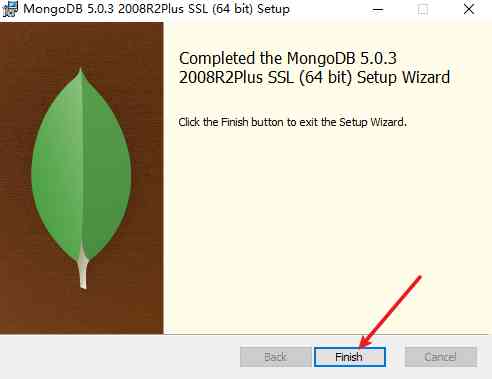 MongoDB 5.0.3 2008R2Plus SSL (64 bit) Setup
Completed the MongoDB 5.0.3
2008R2Plus SSL (64 bit) Setup Wizard
Click the Finish button to exit the Setup Wizard.
Back
Finish
Cancel